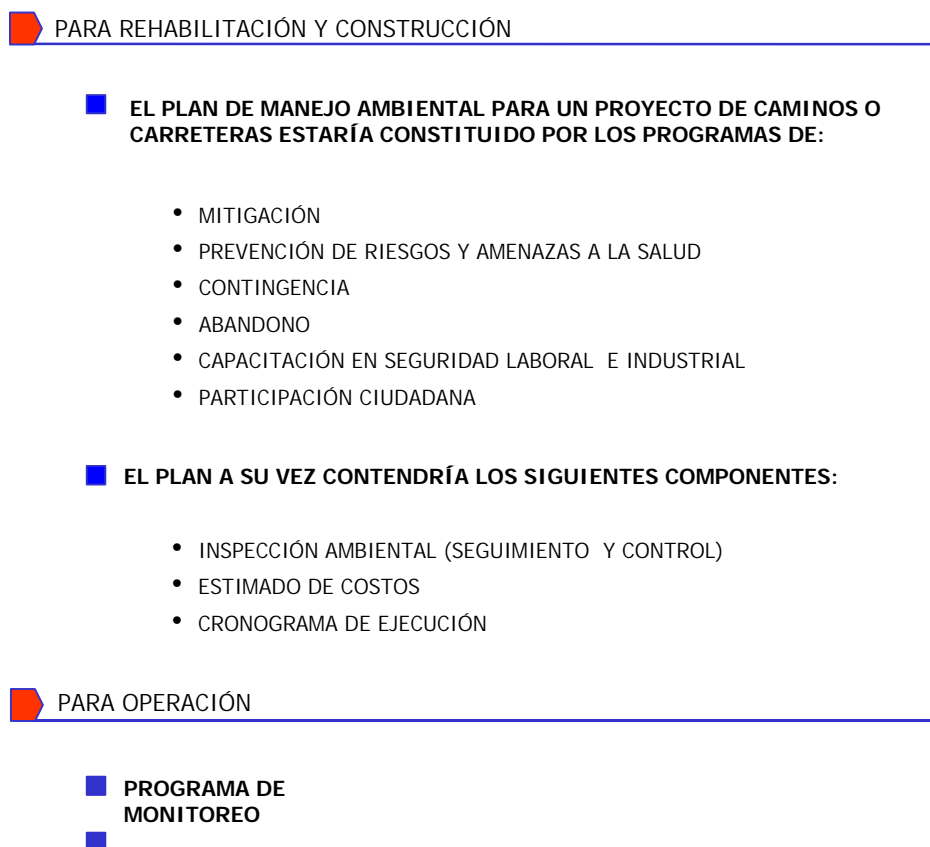 PARA REHABILITACIÓN Y CONSTRUCCIÓN
EL PLAN DE MANEJO AMBIENTAL PARA UN PROYECTO DE CAMINOS O
CARRETERAS ESTARÍA CONSTITUIDO POR LOS PROGRAMAS DE:
• MITIGACIÓN
• PREVENCIÓN DE RIESGOS Y AMENAZAS A LA SALUD
• CONTINGENCIA
• ABANDONO
• CAPACITACIÓN EN SEGURIDAD LABORAL E INDUSTRIAL
• PARTICIPACIÓN CIUDADANA
EL PLAN A SU VEZ CONTENDRÍA LOS SIGUIENTES COMPONENTES:
• INSPECCIÓN AMBIENTAL (SEGUIMIENTO Y CONTROL)
• ESTIMADO DE COSTOS
• CRONOGRAMA DE EJECUCIÓN
PARA OPERACIÓN
PROGRAMA DE
MONITOREO